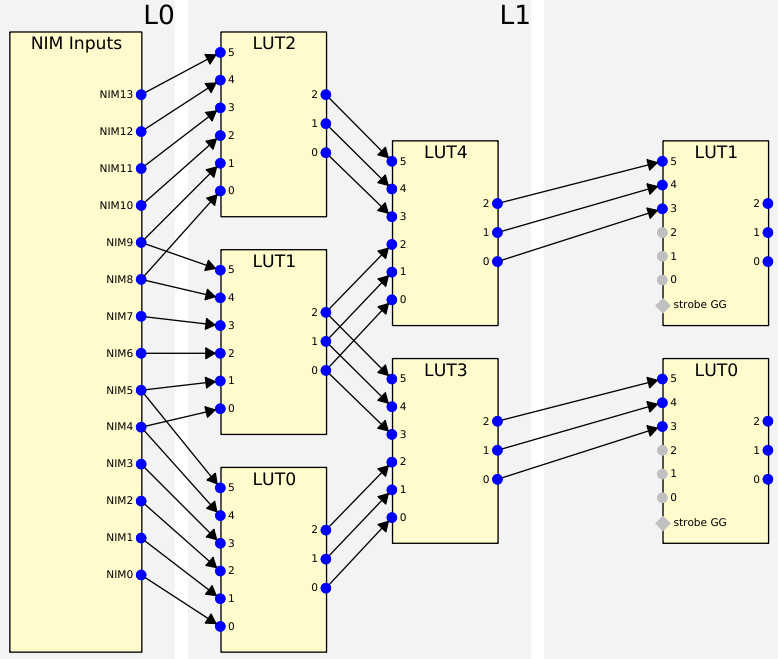 L0
L1
NIM Inputs
NIM13
NIM12
NIM11
NIM10
NIM9
NIM8
NIM7
NIM6
NIM5
NIM4
NIM3
NIM2
NIM1
NIM0
LUT2
5
4
3
2
1
0
2
1
0
LUT1
5
4
3
2
1
0
2
1
0
LUT0
5
4
3
2
1
0
2
1
0
LUT4
5
4
3
2
1
0
2
1
0
LUT3
5
4
3
2
1
0
2
1
0
LUT1
5
4
3
2
1
0
strobe GG
2
1
0
LUT0
5
4
3
2
1
0
strobe GG
2
1
0